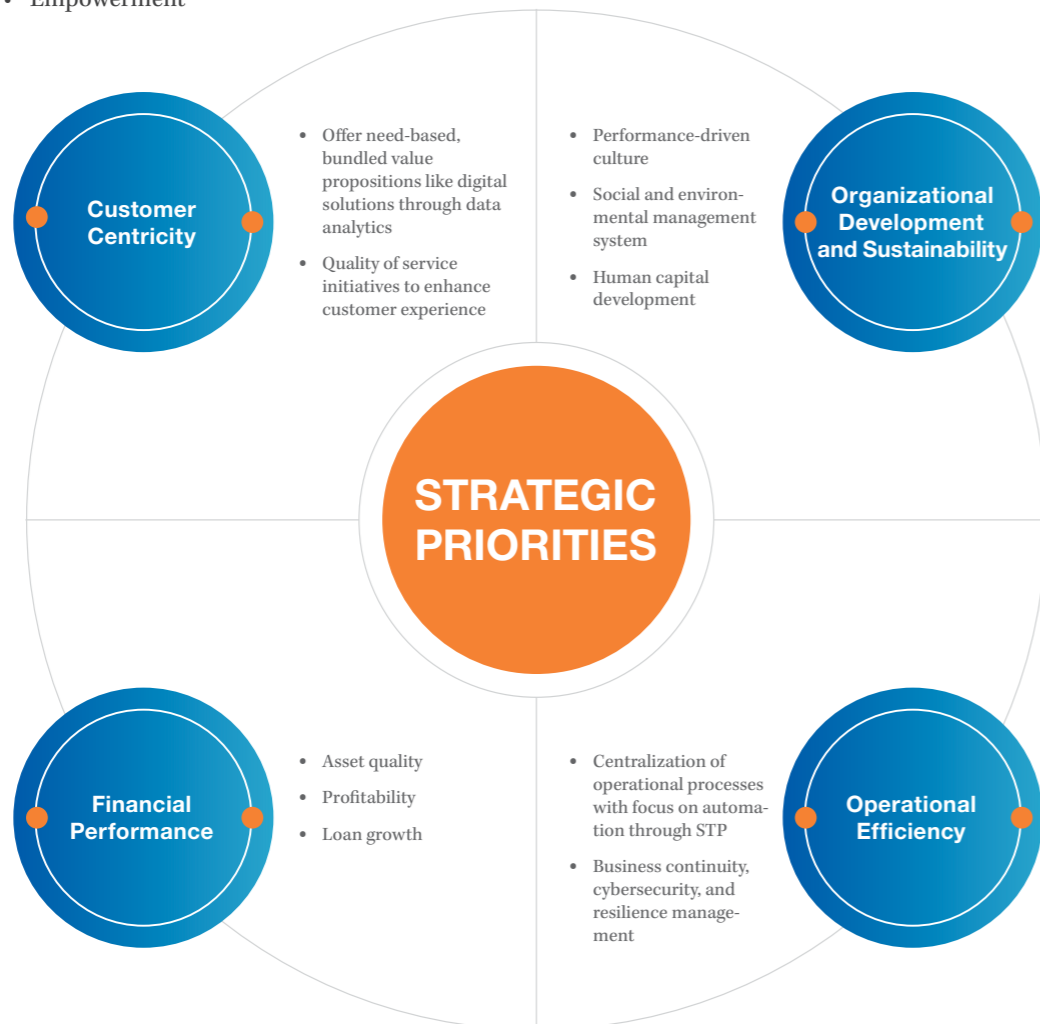 • Empowerment
Customer
Centricity
• Offer need-based,
bundled value
propositions like digital
solutions through data
analytics
• Quality of service
initiatives to enhance
customer experience
• Performance-driven
culture
• Social and environ-
mental management
system
• Human capital
development
Organizational
Development
and Sustainability
STRATEGIC
PRIORITIES
Financial
Performance
• Asset quality
• Profitability
• Loan growth
• Centralization of
operational processes
with focus on automa-
tion through STP
• Business continuity,
cybersecurity, and
resilience manage-
ment
Operational
Efficiency